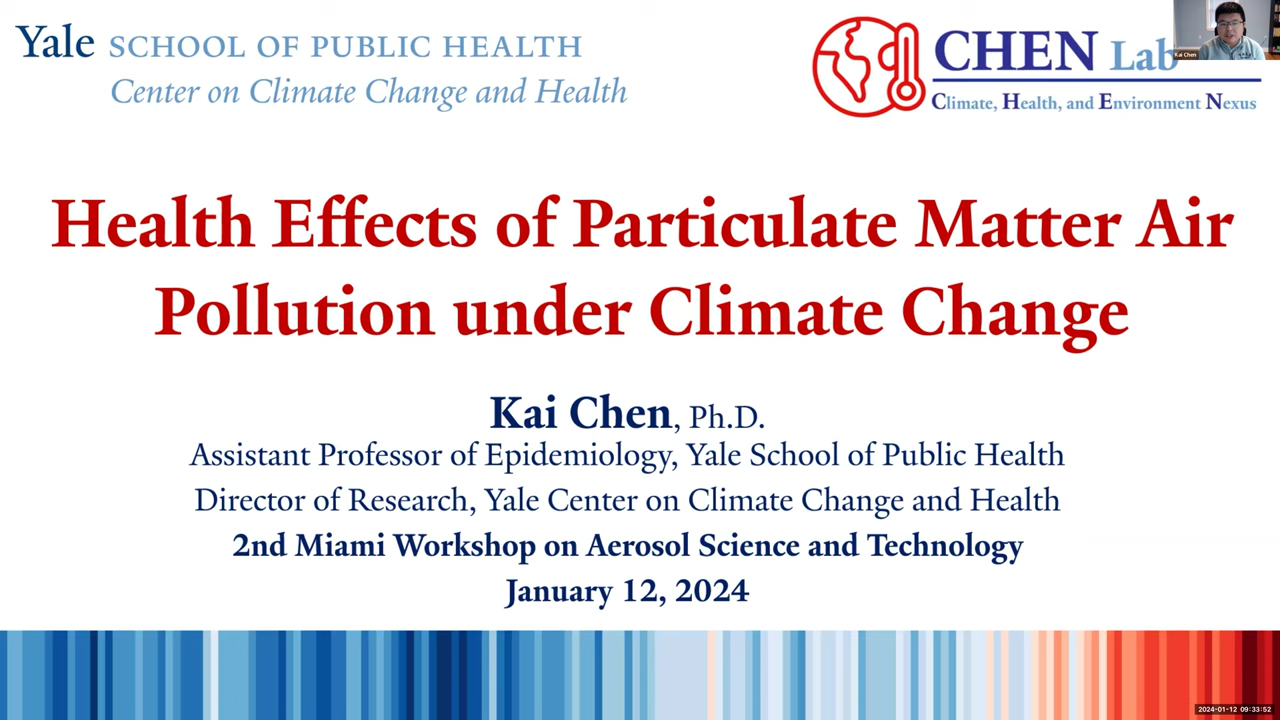 Yale SCHOOL OF PUBLIC HEALTH
Center on Climate Change and Health
CHEN Lab
Climate, Health, and Environment Nexus
Kai Chen
Health Effects of Particulate Matter Air
Pollution under Climate Change
Kai Chen, Ph.D.
Assistant Professor of Epidemiology, Yale School of Public Health
Director of Research, Yale Center on Climate Change and Health
2nd Miami Workshop on Aerosol Science and Technology
January 12, 2024
2024-01-12 09:33:52